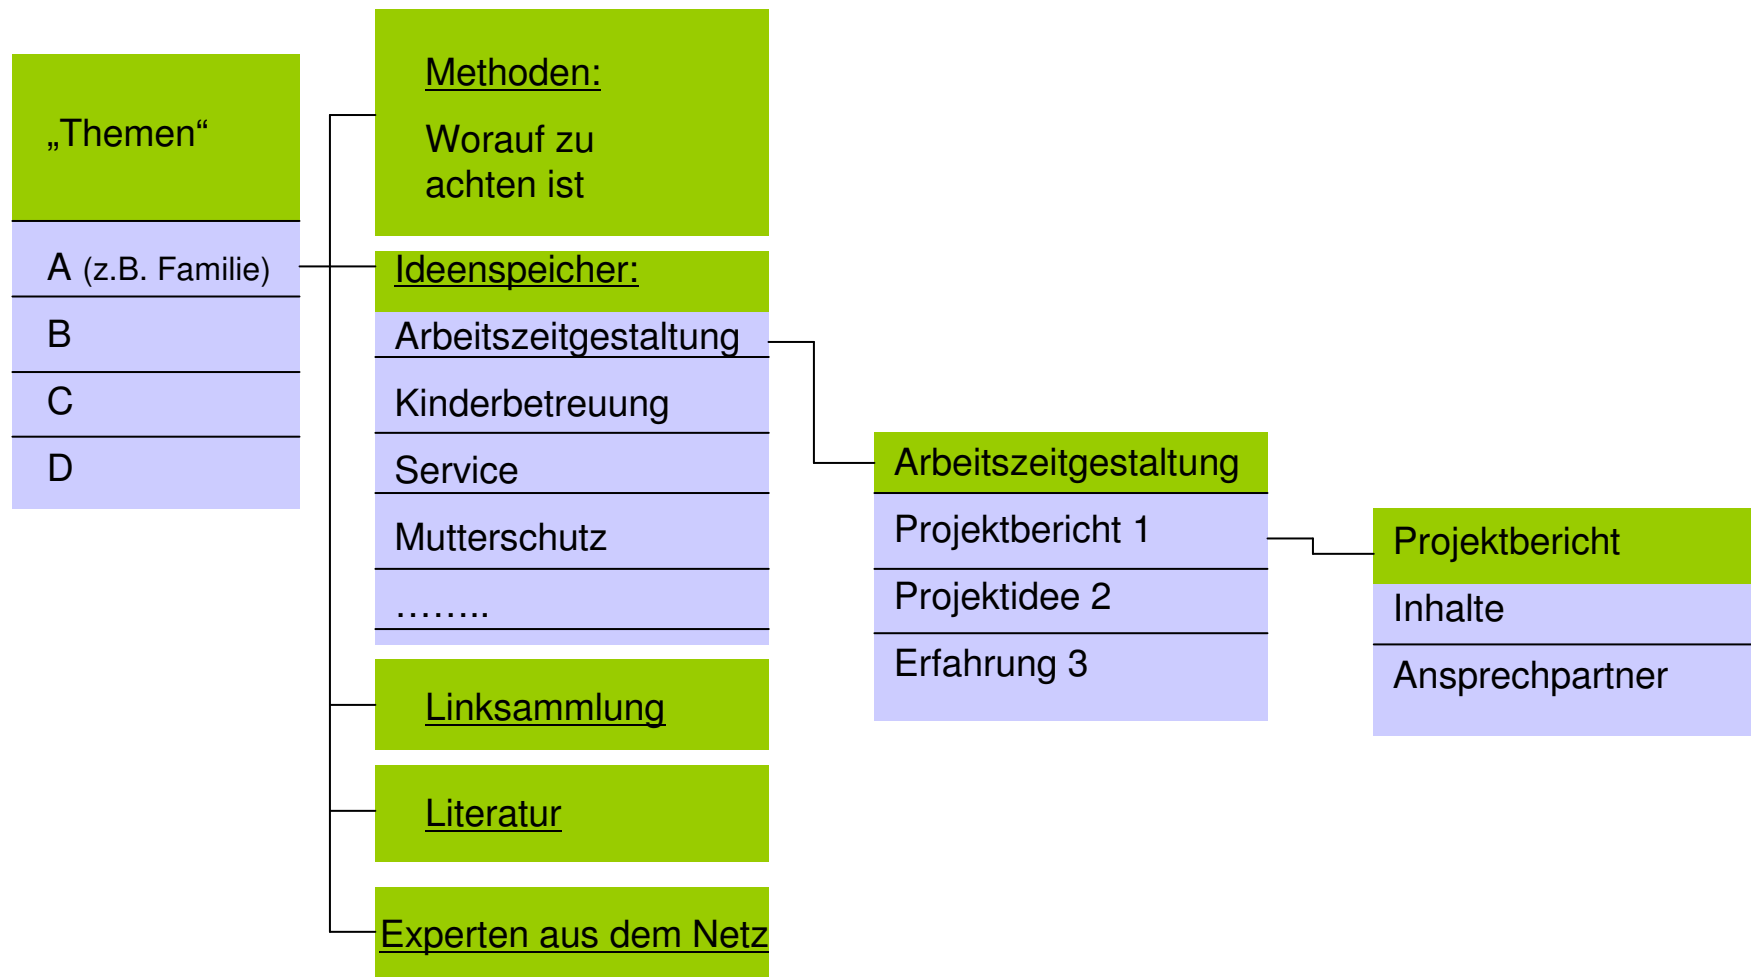 „Themen“
A (z.B. Familie)
B
C
D
Methoden:
Worauf zu
achten ist
Ideenspeicher:
Arbeitszeitgestaltung
Kinderbetreuung
Service
Mutterschutz
……..
Linksammlung
Literatur
Experten aus dem Netz
Arbeitszeitgestaltung
Projektbericht 1
Projektidee 2
Erfahrung 3
Projektbericht
Inhalte
Ansprechpartner